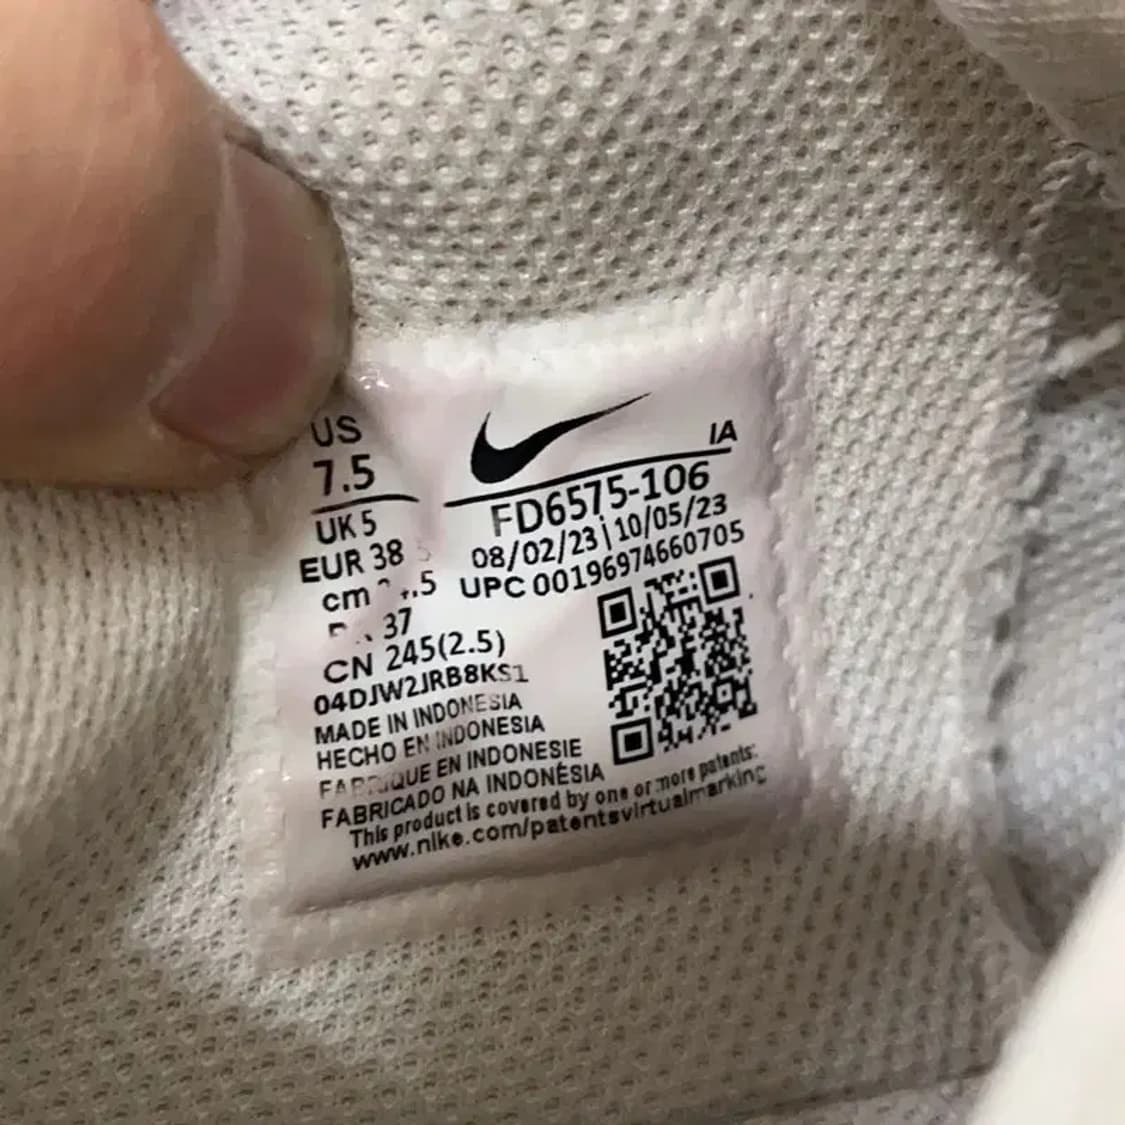 US
7.5
UK 5
EUR 38
cm
37
CN 245(2.5)
04DJW2JRB8KS1
MADE IN INDONESIA
HECHO EN INDONESIA
EN INDONESIE
FABRICADO NA INDONÉSIA
This product is covered by one or more patents:
www.nike.com/patentsvirtualmarking
IA
FD6575-106
08/02/23|10/05/23
UPC 00196974660705